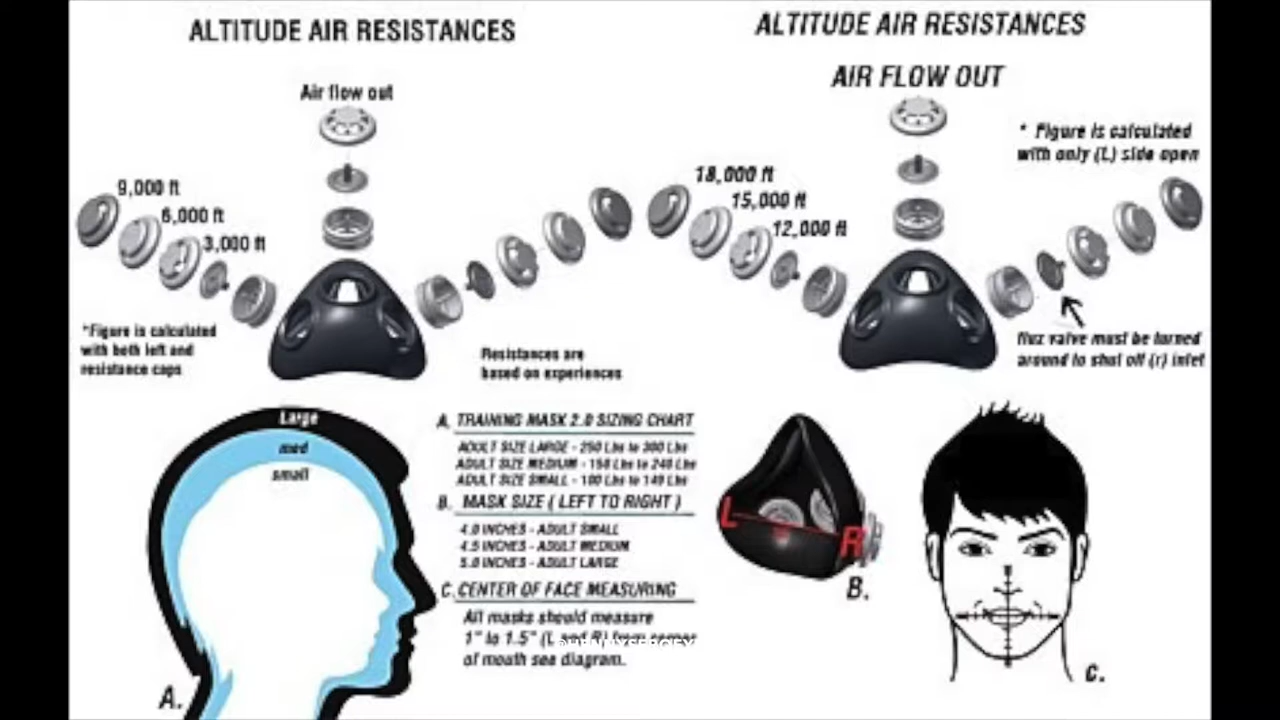 ALTITUDE AIR RESISTANCES
Air flow out
9,000 ft
6,000 ft
3,000 ft
*Figure is calculated
with both left and
resistance caps
Resistances are
based on experiences
ALTITUDE AIR RESISTANCES
AIR FLOW OUT
* Figure is calculated
with only (L) side open
18,000 ft
15,000 ft
12,000 ft
flux valve must be turned
around to shut off (r) inlet
Large
med
small
A.
A. TRAINING MASK 2.0 SIZING CHART
ADULT SIZE LARGE - 250 Lbs to 300 Lbs
ADULT SIZE MEDIUM - 150 Lbs to 240 Lbs
ADULT SIZE SMALL - 100 Lbs to 140 Lbs
B. MASK SIZE ( LEFT TO RIGHT )
4.0 INCHES - ADULT SMALL
4.5 INCHES - ADULT MEDIUM
5.0 INCHES - ADULT LARGE
C. CENTER OF FACE MEASURING
All masks should measure
1" to 1.5" (L and R) from corner
of mouth see diagram.
L
R
B.
C.